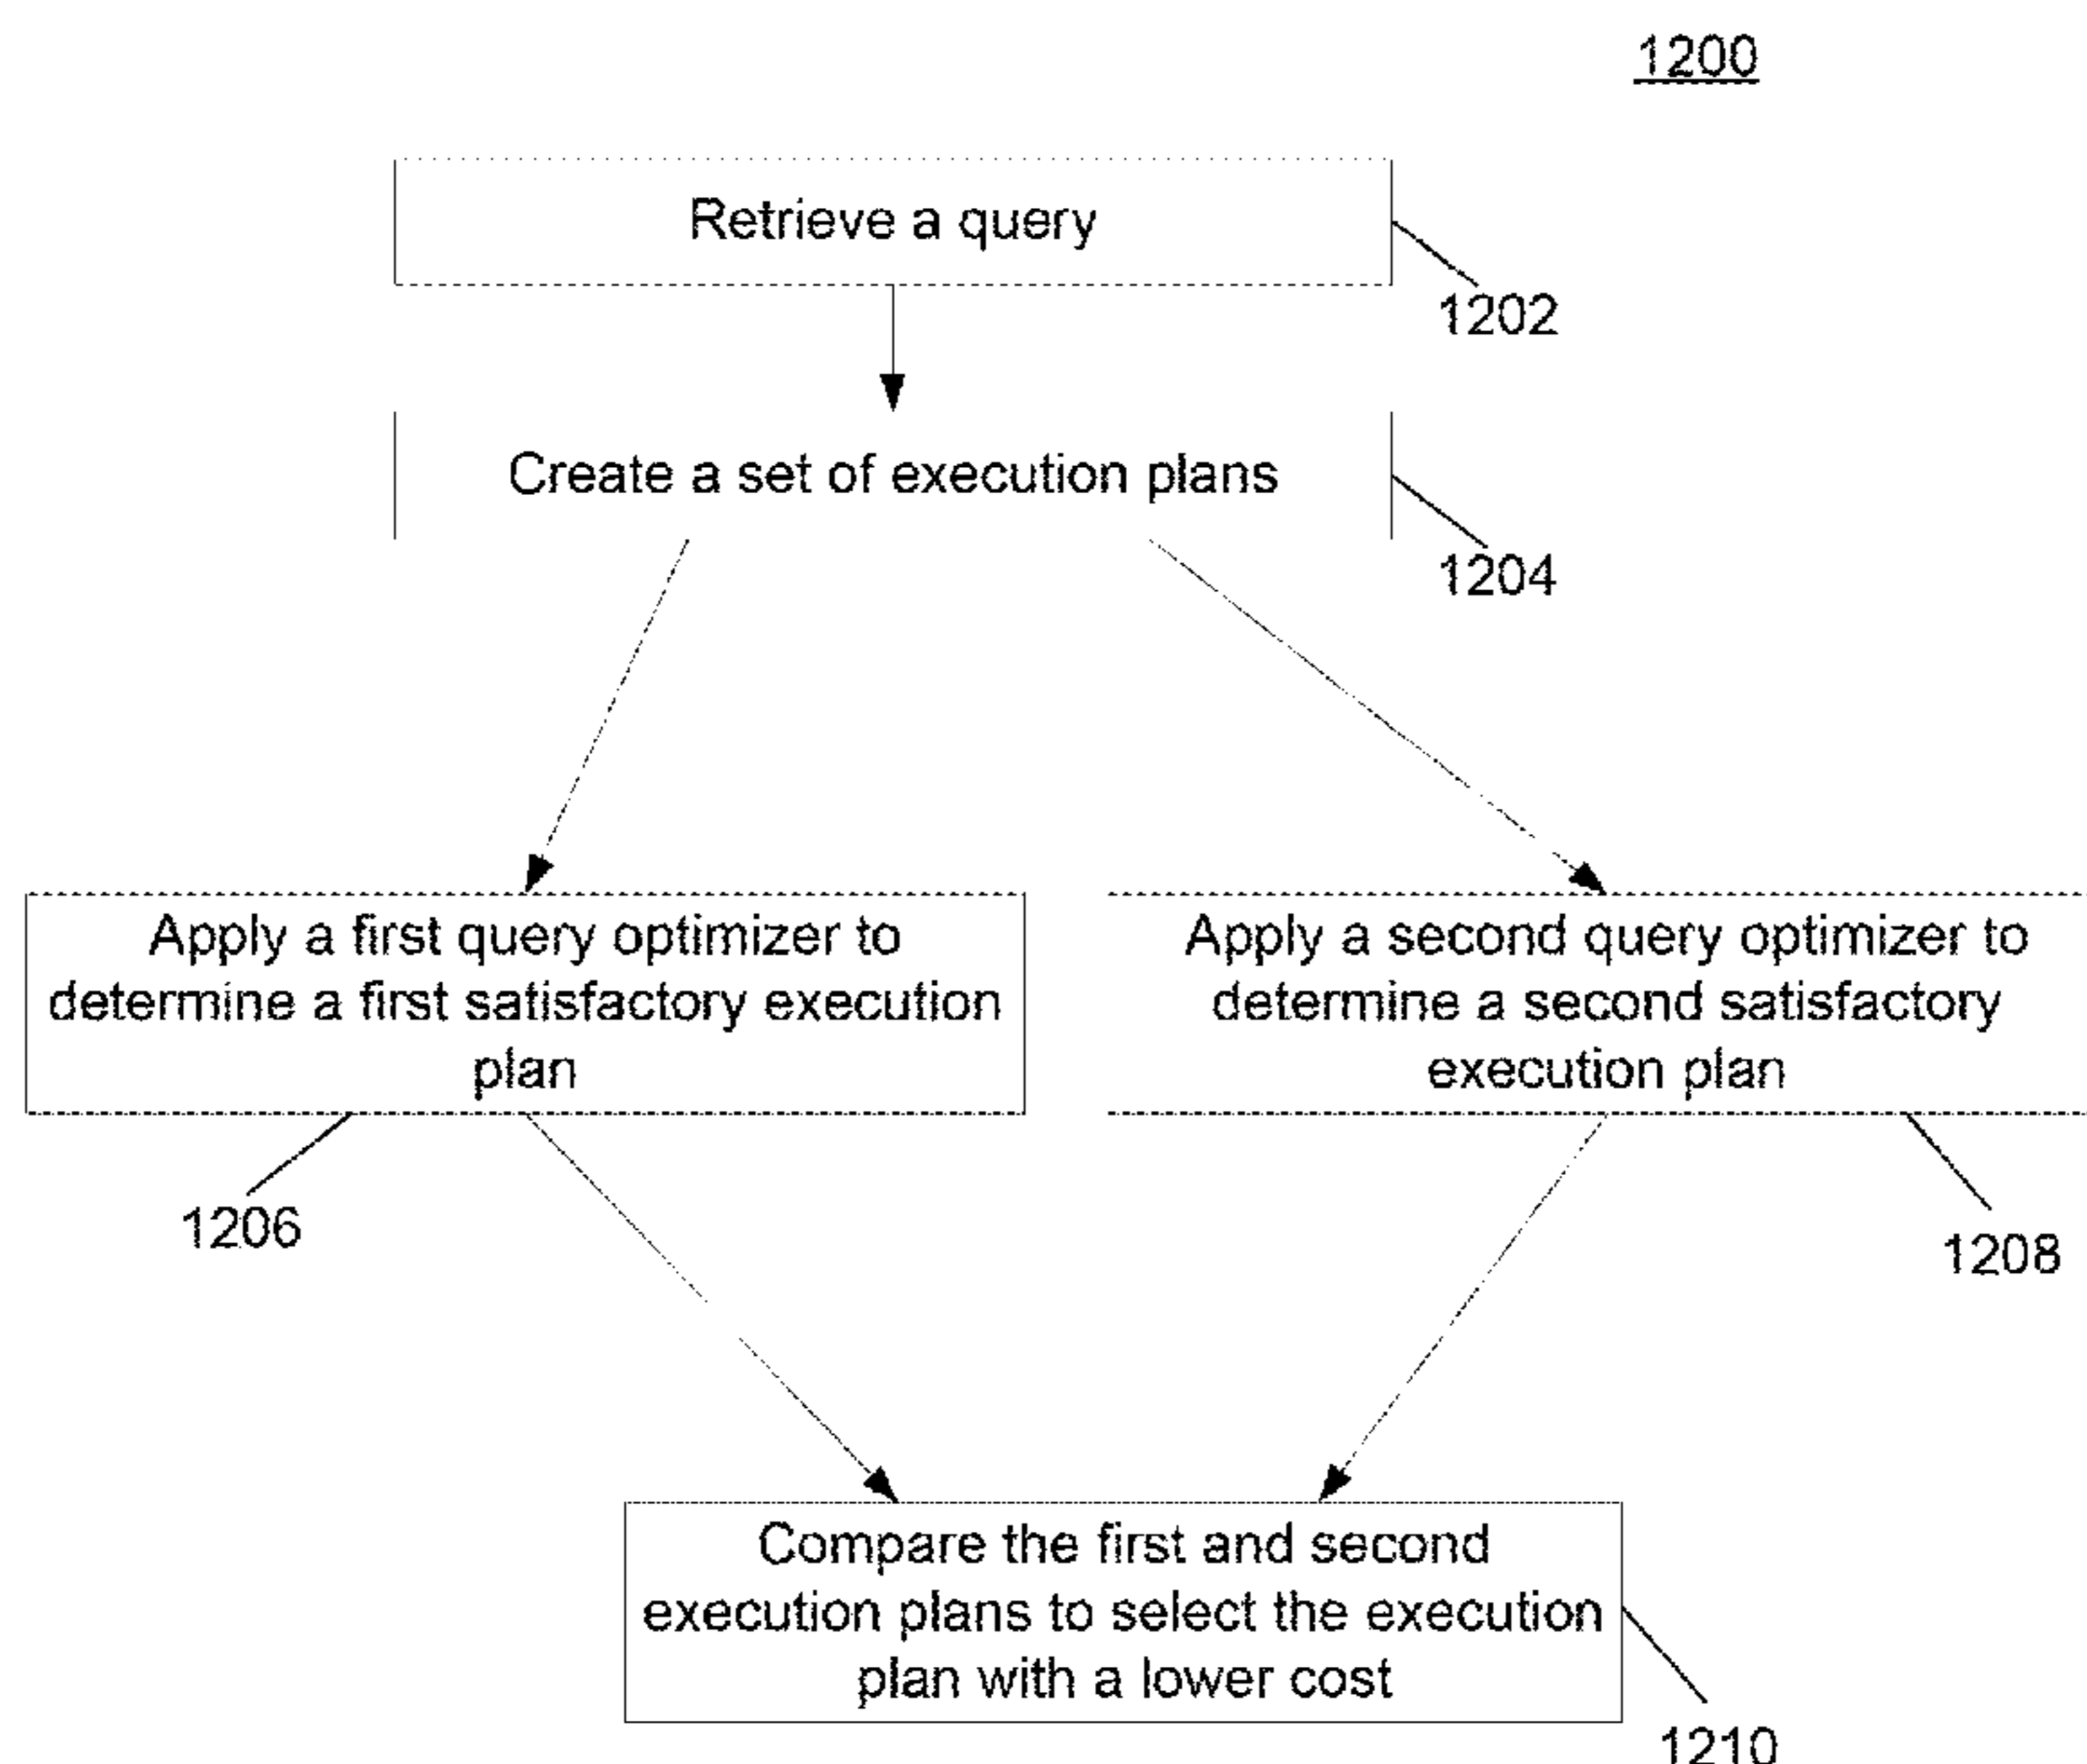 1200
Retrieve a query
1202
Create a set of execution plans
1204
Apply a first query optimizer to
determine a first satisfactory execution
plan
Apply a second query optimizer to
determine a second satisfactory
execution plan
1206
1208
Compare the first and second
execution plans to select the execution
plan with a lower cost
1210